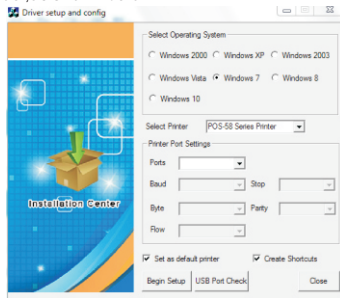 Driver setup and config
Select Operating System
Windows 2000 Windows XP Windows 2003
Windows Vista Windows 7 Windows 8
Windows 10
Select Printer POS-58 Series Printer
Printer Port Settings
Ports
Baud Stop
Byte Parity
Flow
Installation Center
Set as default printer Create Shortcuts
Begin Setup USB Port Check Close